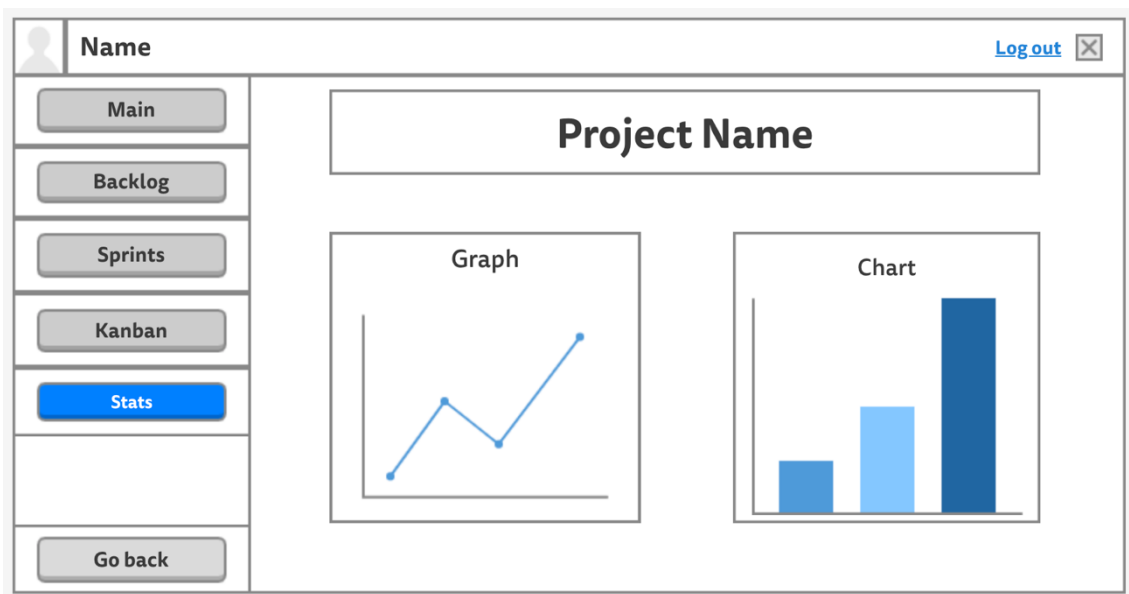 Name
Log out
Main
Backlog
Sprints
Kanban
Stats
Go back
Project Name
Graph
Chart